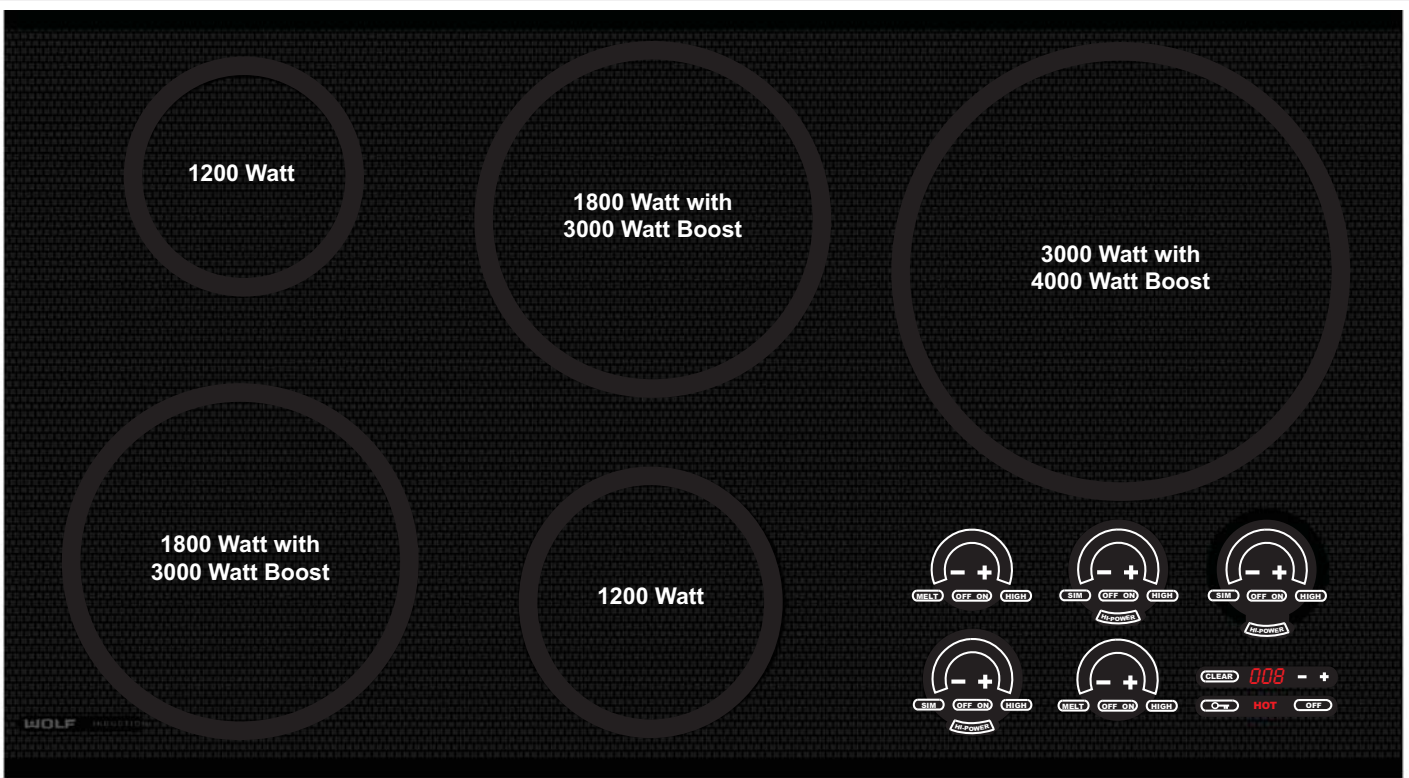 1200 Watt
1800 Watt with
3000 Watt Boost
3000 Watt with
4000 Watt Boost
1800 Watt with
3000 Watt Boost
1200 Watt
- +
MELT OFF ON HIGH
- +
SIM OFF ON HIGH
HI-POWER
- +
SIM OFF ON HIGH
HI-POWER
- +
SIM OFF ON HIGH
HI-POWER
- +
MELT OFF ON HIGH
CLEAR 008 - +
HOT OFF
WOLF INDUCTION